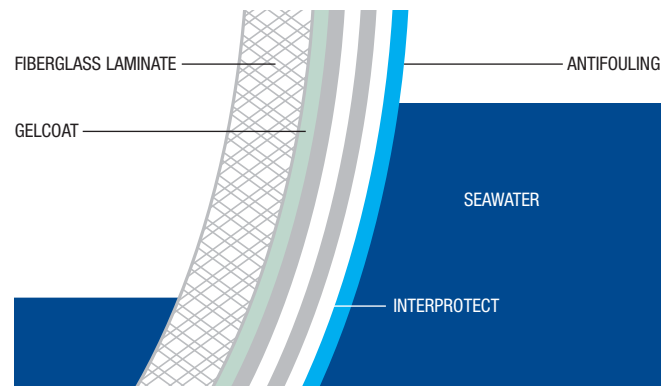 FIBERGLASS LAMINATE
ANTIFOULING
GELCOAT
SEAWATER
INTERPROTECT